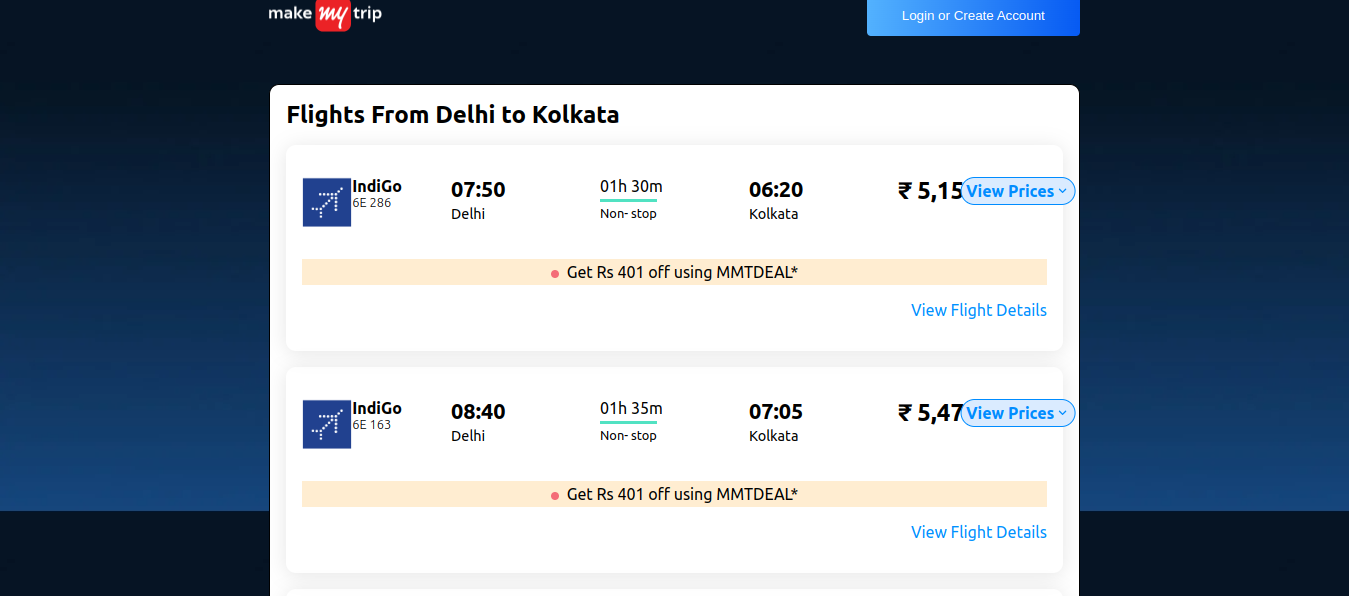 make my trip
Login or Create Account
Flights From Delhi to Kolkata
IndiGo 07:50 01h 30m 06:20 ₹ 5,15 View Prices
6E 286 Delhi Non- stop Kolkata
Get Rs 401 off using MMTDEAL*
View Flight Details
IndiGo 08:40 01h 35m 07:05 ₹ 5,47 View Prices
6E 163 Delhi Non- stop Kolkata
Get Rs 401 off using MMTDEAL*
View Flight Details